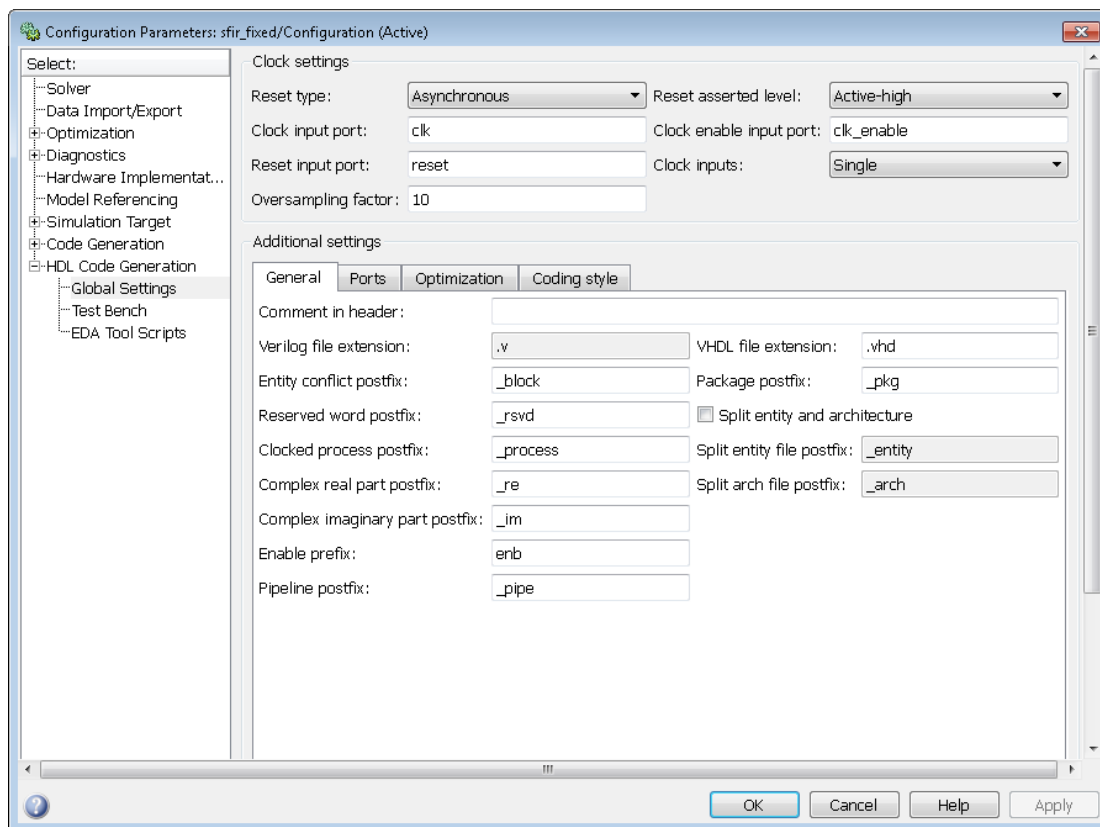 Configuration Parameters: sfir_fixed/Configuration (Active)
Select:
Solver
Data Import/Export
Optimization
Diagnostics
Hardware Implementat...
Model Referencing
Simulation Target
Code Generation
HDL Code Generation
Global Settings
Test Bench
EDA Tool Scripts
Clock settings
Reset type: Asynchronous Reset asserted level: Active-high
Clock input port: clk Clock enable input port: clk_enable
Reset input port: reset Clock inputs: Single
Oversampling factor: 10
Additional settings
General Ports Optimization Coding style
Comment in header:
Verilog file extension: .v VHDL file extension: .vhd
Entity conflict postfix: _block Package postfix: _pkg
Reserved word postfix: _rsvd Split entity and architecture
Clocked process postfix: _process Split entity file postfix: _entity
Complex real part postfix: _re Split arch file postfix: _arch
Complex imaginary part postfix: _im
Enable prefix: enb
Pipeline postfix: _pipe
OK Cancel Help Apply